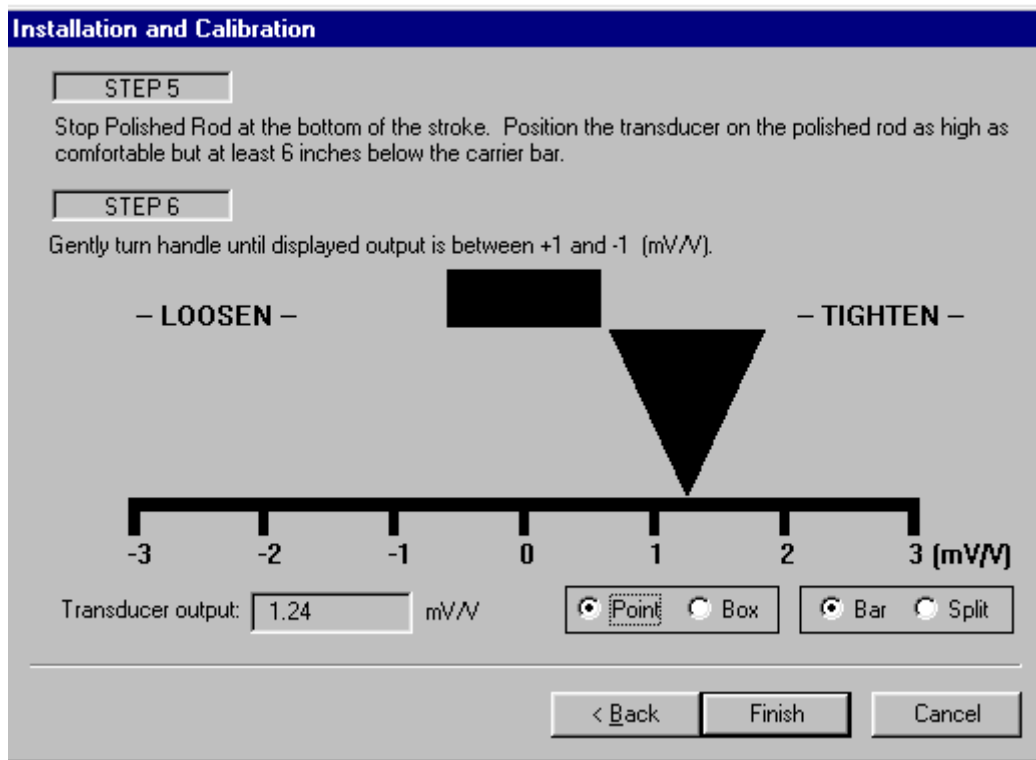 Installation and Calibration
STEP 5
Stop Polished Rod at the bottom of the stroke.  Position the transducer on the polished rod as high as
comfortable but at least 6 inches below the carrier bar.
STEP 6
Gently turn handle until displayed output is between +1 and -1  (mV/V).
– LOOSEN –
– TIGHTEN –
-3 -2 -1 0 1 2 3 (mV/V)
Transducer output: 1.24 mV/V Point Box Bar Split
< Back Finish Cancel